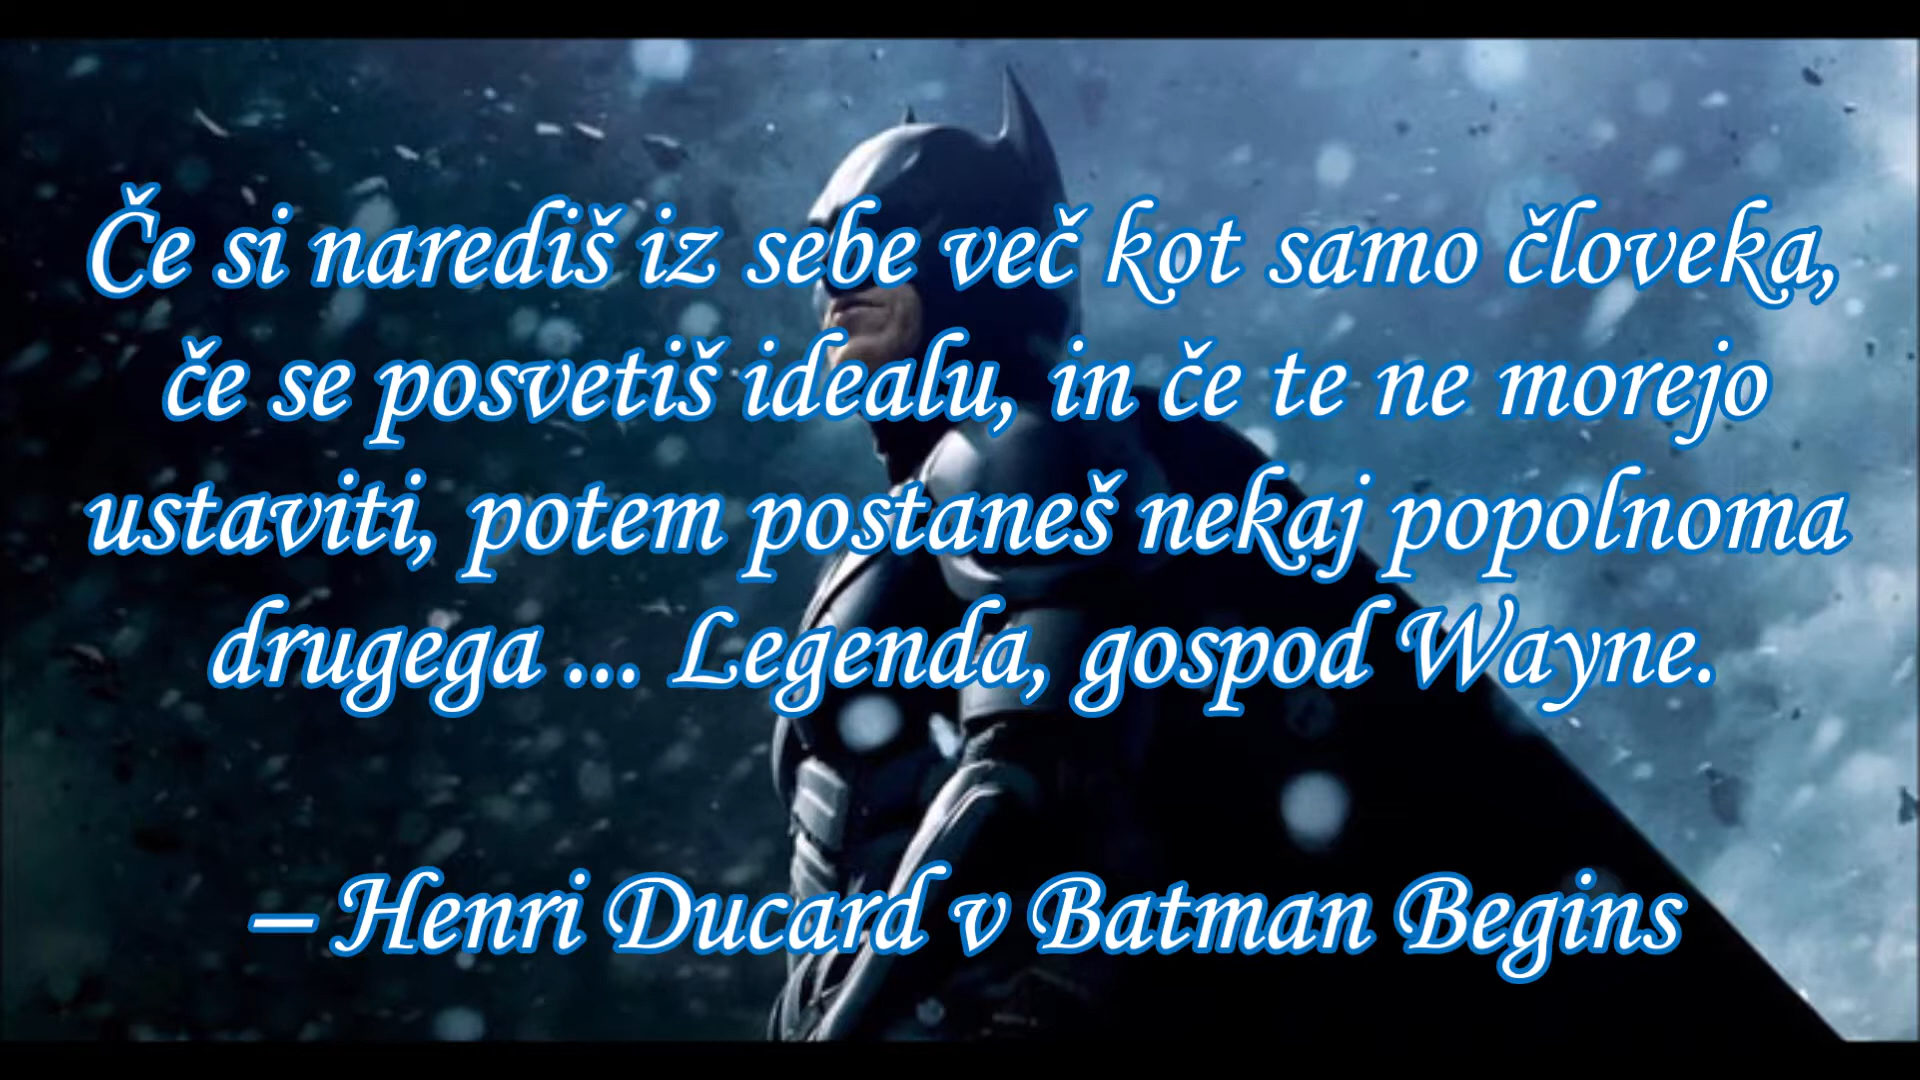 Če si narediš iz sebe več kot samo človeka,
če se posvetiš idealu, in če te ne morejo
ustaviti, potem postaneš nekaj popolnoma
drugega ... Legenda, gospod Wayne.
– Henri Ducard v Batman Begins